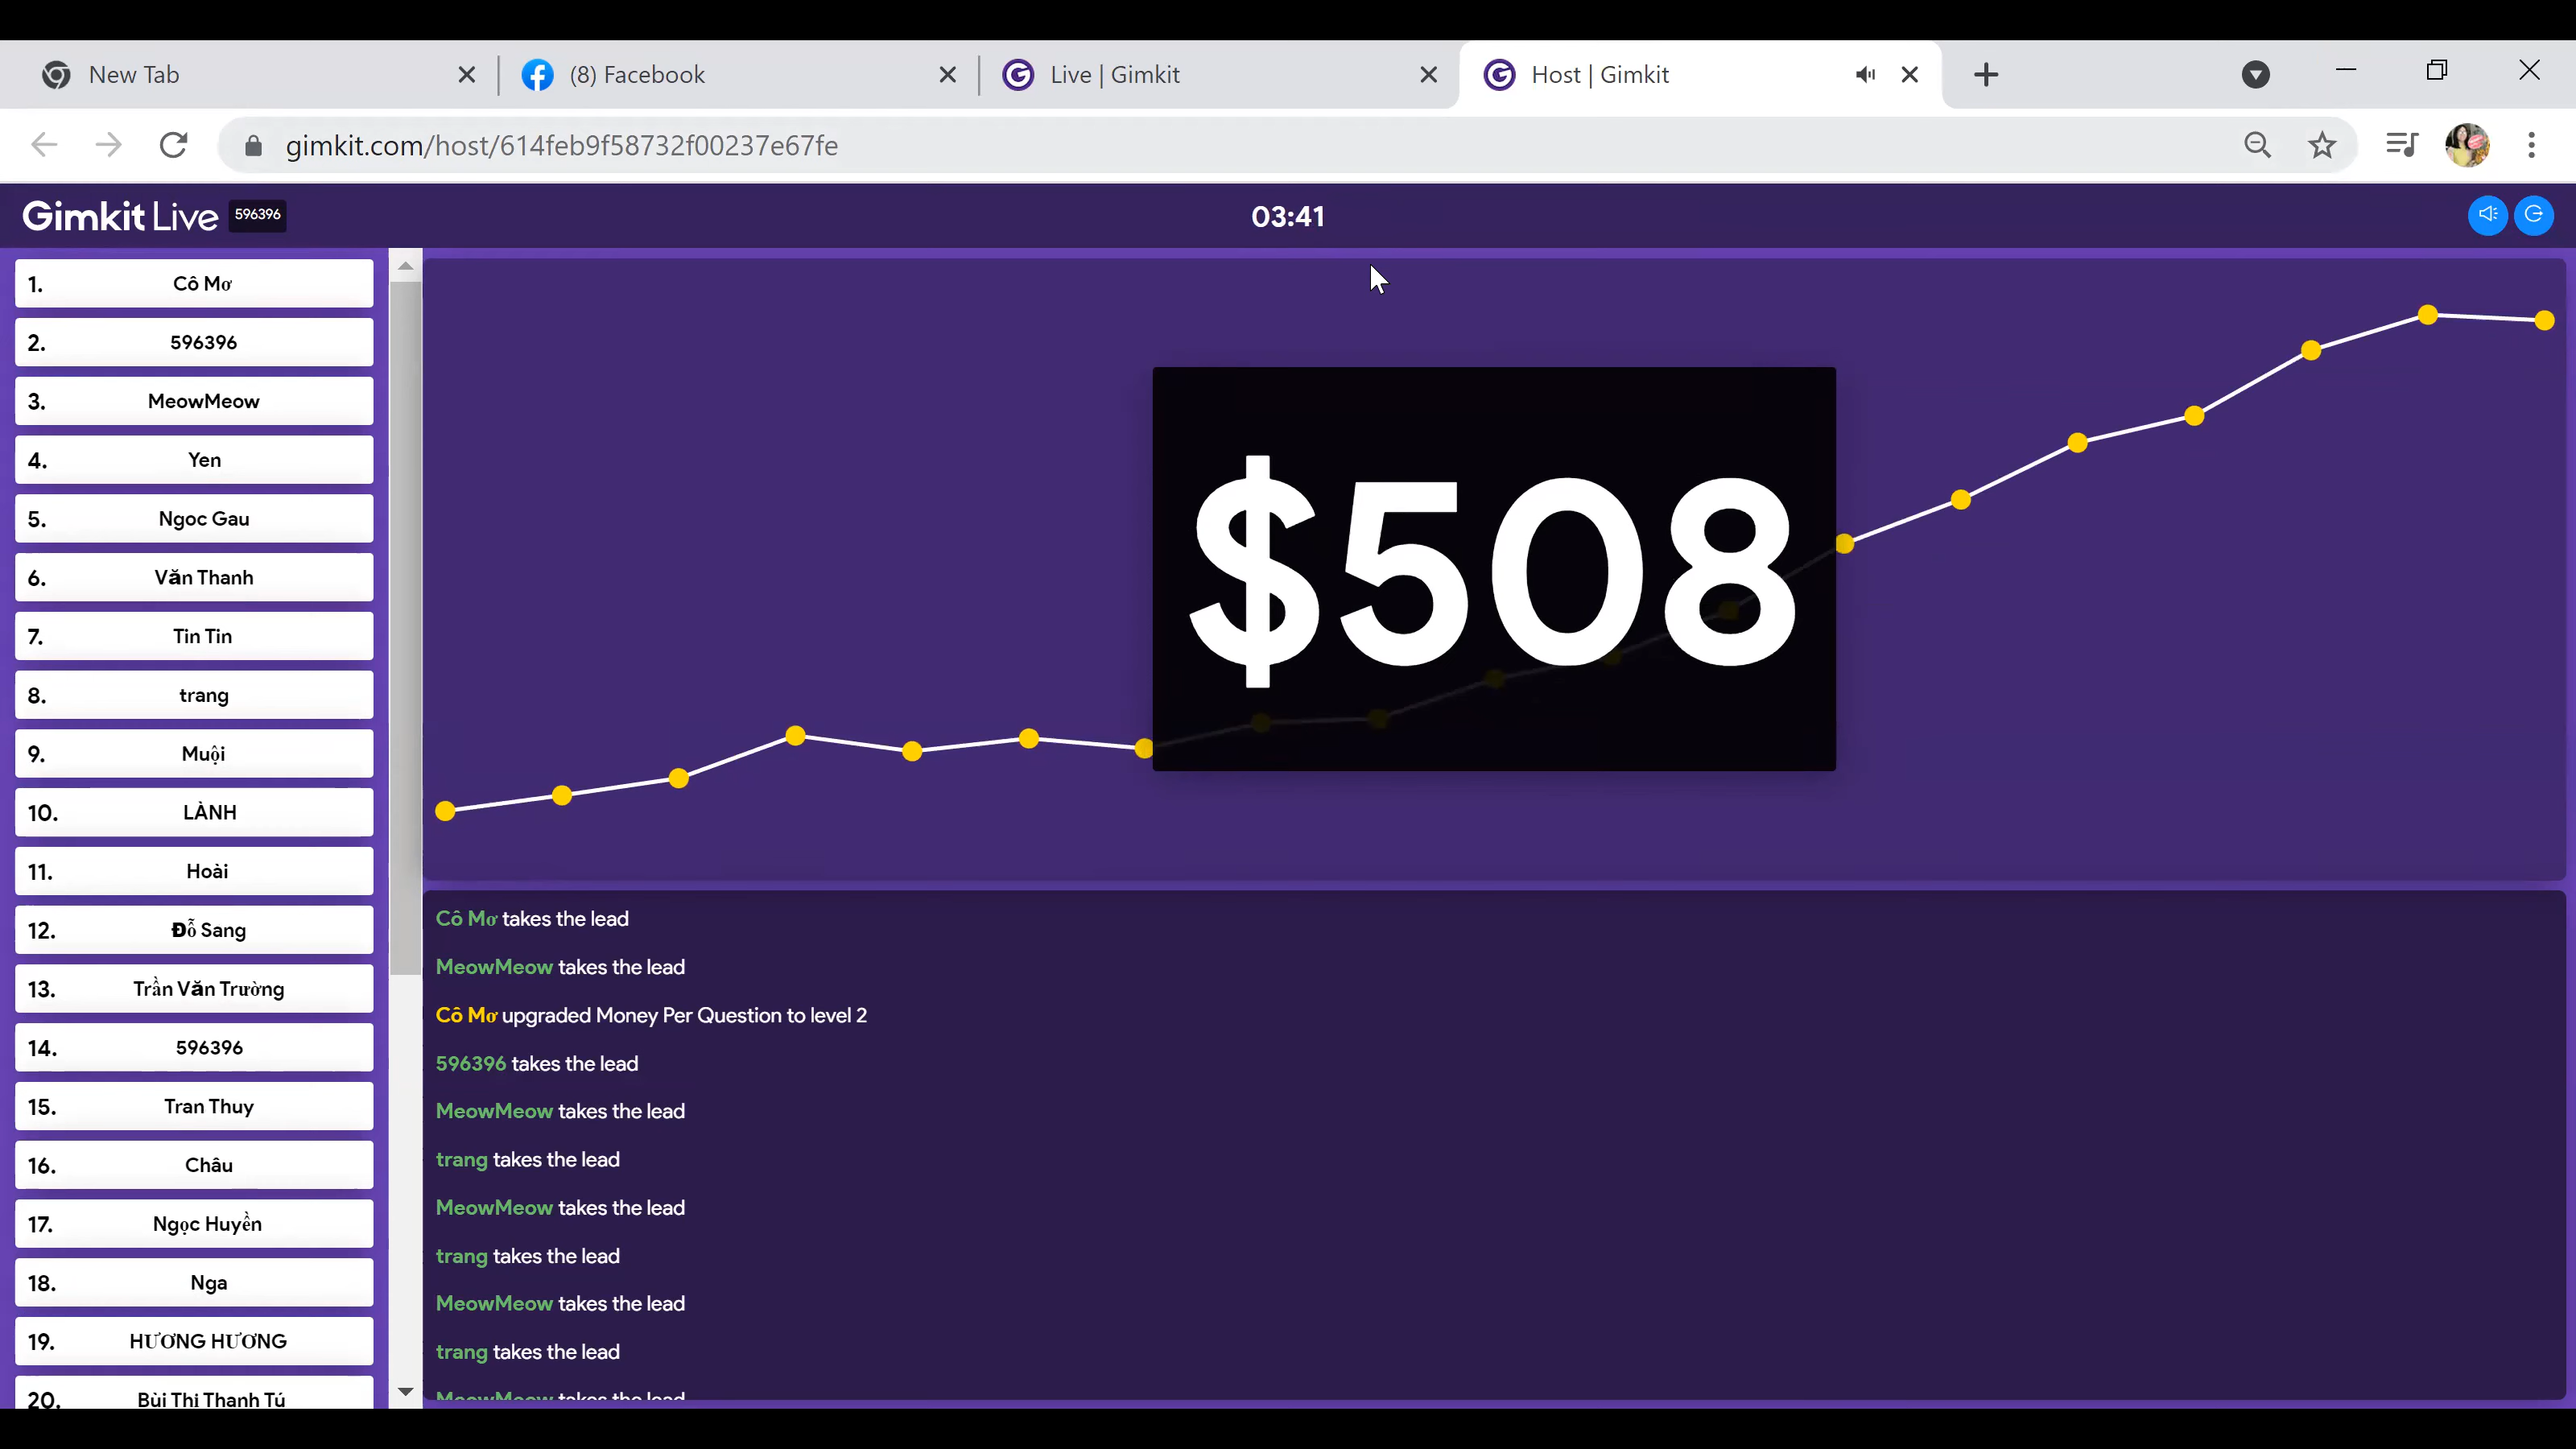 New Tab
(8) Facebook
Live | Gimkit
Host | Gimkit
gimkit.com/host/614feb9f58732f00237e67fe
Gimkit Live 596396
03:41
1. Cô Mơ
2. 596396
3. MeowMeow
4. Yen
5. Ngoc Gau
6. Văn Thanh
7. Tin Tin
8. trang
9. Muội
10. LÀNH
11. Hoài
12. Đỗ Sang
13. Trần Văn Trường
14. 596396
15. Tran Thuy
16. Châu
17. Ngọc Huyền
18. Nga
19. HƯƠNG HƯƠNG
20. Bùi Thị Thanh Tú
$508
Cô Mơ takes the lead
MeowMeow takes the lead
Cô Mơ upgraded Money Per Question to level 2
596396 takes the lead
MeowMeow takes the lead
trang takes the lead
MeowMeow takes the lead
trang takes the lead
MeowMeow takes the lead
trang takes the lead
MeowMeow takes the lead